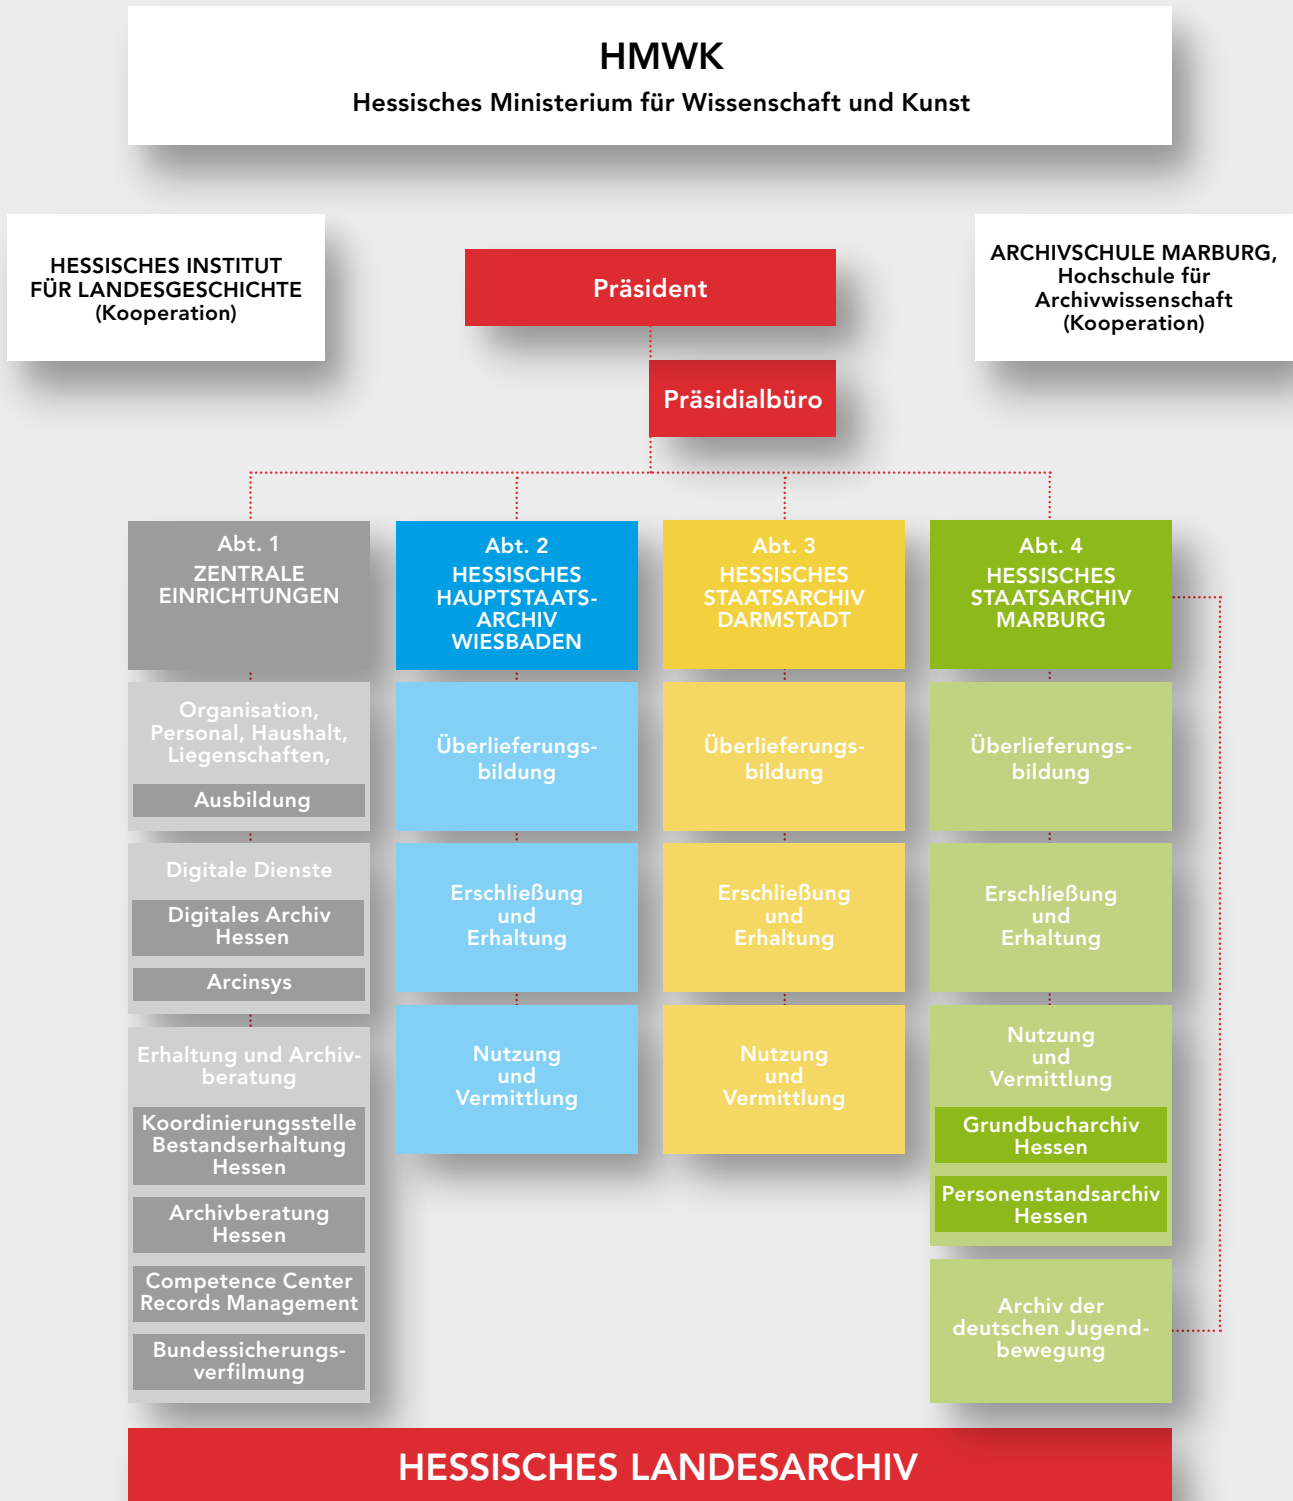 HMWK
Hessisches Ministerium für Wissenschaft und Kunst
HESSISCHES INSTITUT
FÜR LANDESGESCHICHTE
(Kooperation)
Präsident
ARCHIVSCHULE MARBURG,
Hochschule für
Archivwissenschaft
(Kooperation)
Präsidialbüro
Abt. 1
ZENTRALE
EINRICHTUNGEN
Organisation,
Personal, Haushalt,
Liegenschaften,
Ausbildung
Digitale Dienste
Digitales Archiv
Hessen
Arcinsys
Erhaltung und Archiv-
beratung
Koordinierungsstelle
Bestandserhaltung
Hessen
Archivberatung
Hessen
Competence Center
Records Management
Bundessicherungs-
verfilmung
Abt. 2
HESSISCHES
HAUPTSTAATS-
ARCHIV
WIESBADEN
Überlieferungs-
bildung
Erschließung
und
Erhaltung
Nutzung
und
Vermittlung
Abt. 3
HESSISCHES
STAATSARCHIV
DARMSTADT
Überlieferungs-
bildung
Erschließung
und
Erhaltung
Nutzung
und
Vermittlung
Abt. 4
HESSISCHES
STAATSARCHIV
MARBURG
Überlieferungs-
bildung
Erschließung
und
Erhaltung
Nutzung
und
Vermittlung
Grundbucharchiv
Hessen
Personenstandsarchiv
Hessen
Archiv der
deutschen Jugend-
bewegung
HESSISCHES LANDESARCHIV